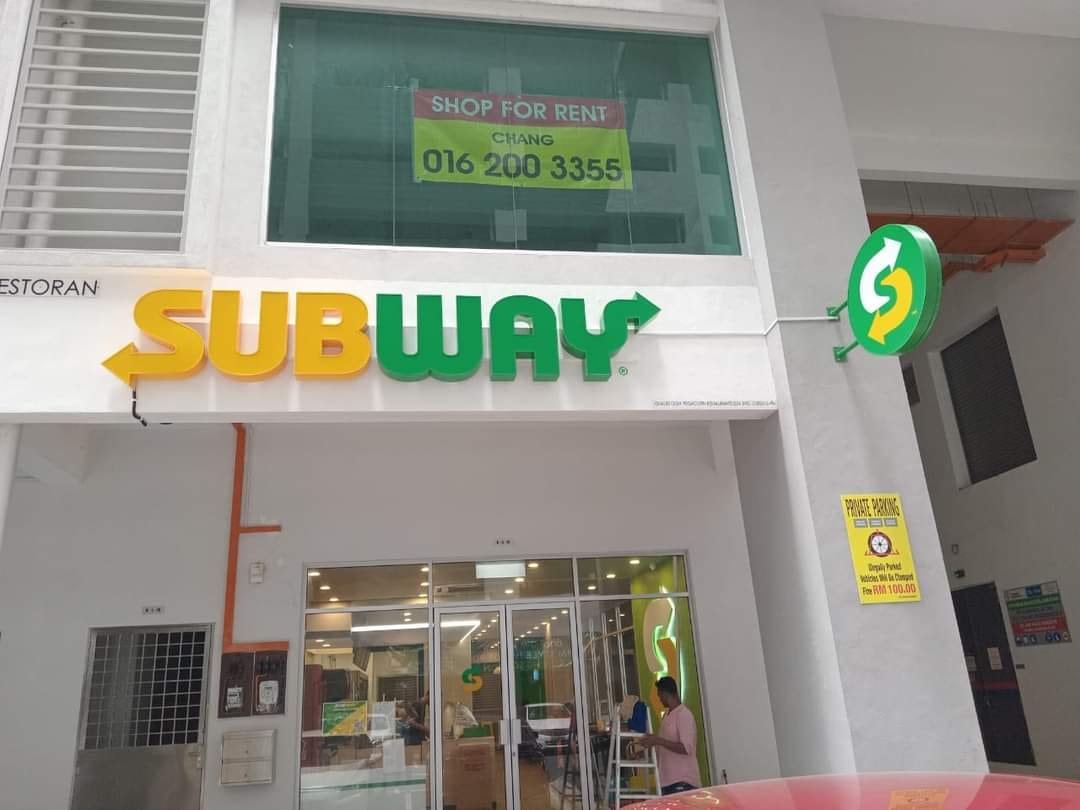 SHOP FOR RENT
CHANG
016 200 3355
ESTORAN
SUBWAY®
PRIVATE PARKING
Illegally Parked
Vehicles Will Be Clamped
Fine RM 100.00